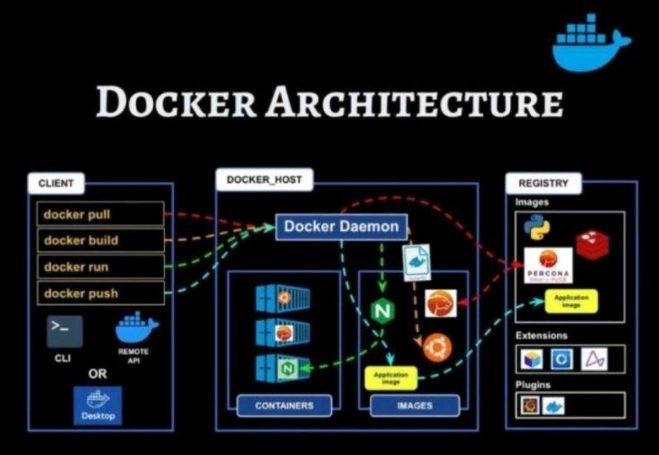 DOCKER ARCHITECTURE
CLIENT
docker pull
docker build
docker run
docker push
>_
CLI
REMOTE
API
OR
Desktop
DOCKER_HOST
Docker Daemon
N
N
CONTAINERS
Application
image
IMAGES
REGISTRY
Images
PERCONA
Application
image
Extensions
Plugins